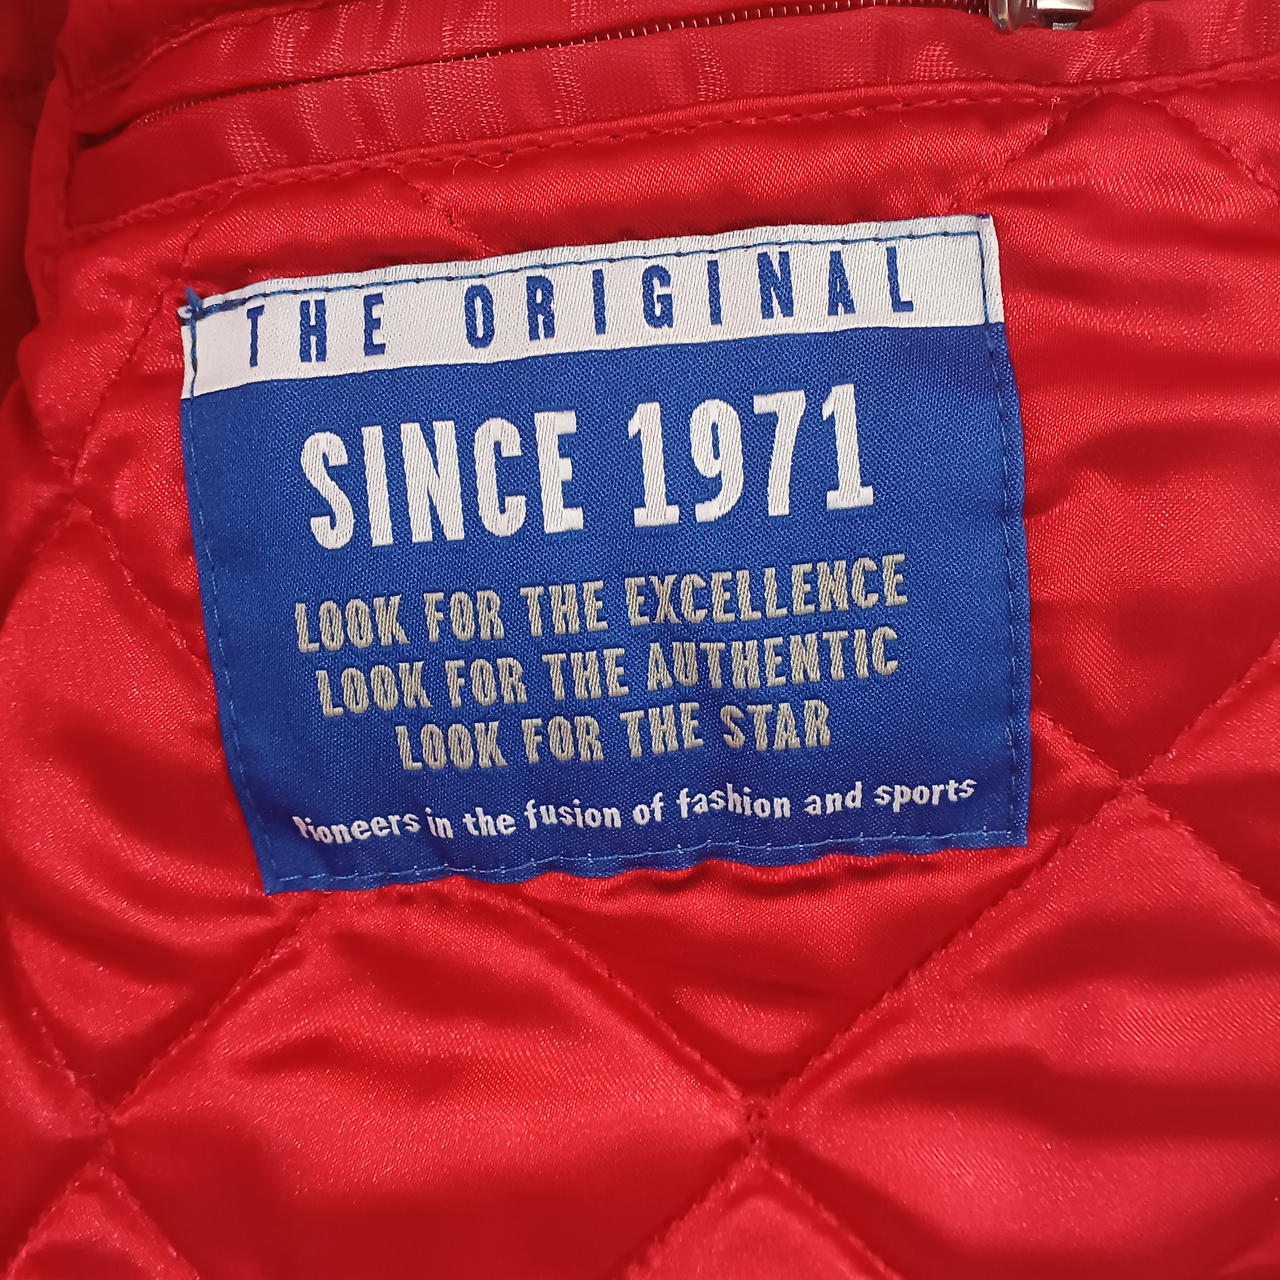 THE ORIGINAL
SINCE 1971
LOOK FOR THE EXCELLENCE
LOOK FOR THE AUTHENTIC
LOOK FOR THE STAR
Pioneers in the fusion of fashion and sports